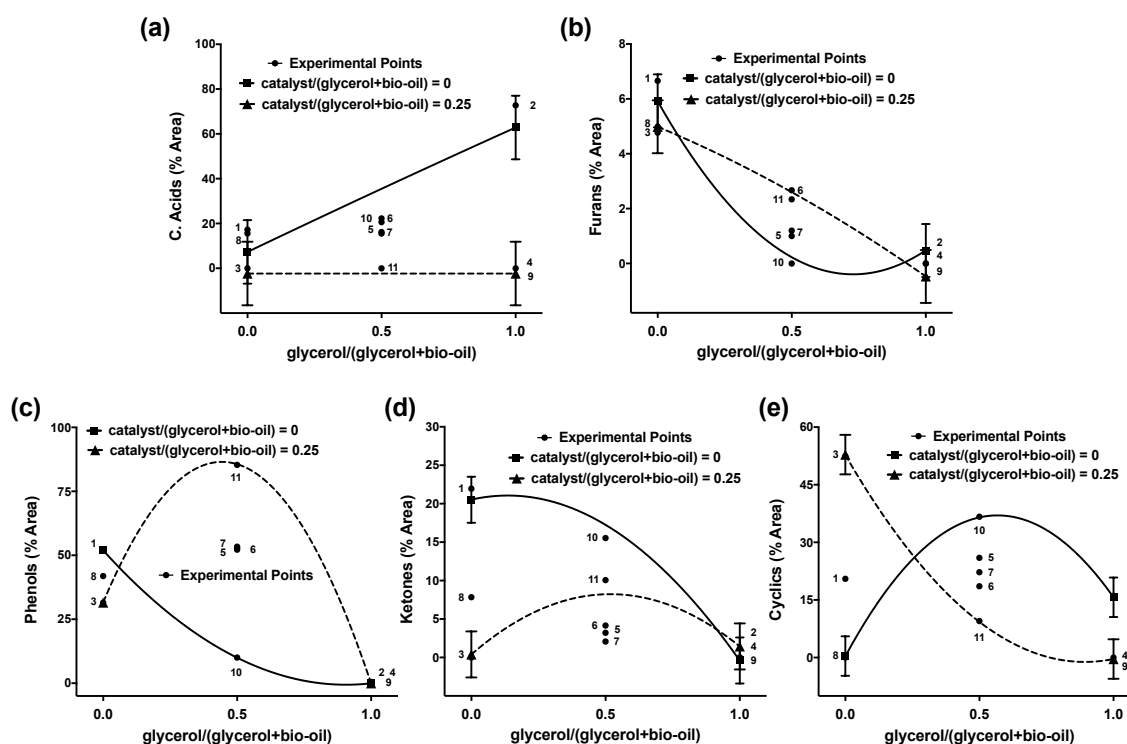 (a)
100
80
60
40
20
0
C. Acids (% Area)
Experimental Points
catalyst/(glycerol+bio-oil) = 0
catalyst/(glycerol+bio-oil) = 0.25
1
8
3
10 6
5 7
11
2
4
9
0.0 0.5 1.0
glycerol/(glycerol+bio-oil)
(b)
8
6
4
2
0
Furans (% Area)
Experimental Points
catalyst/(glycerol+bio-oil) = 0
catalyst/(glycerol+bio-oil) = 0.25
1
8
3
6
11
5 7
10
2
4
9
0.0 0.5 1.0
glycerol/(glycerol+bio-oil)
(c)
100
75
50
25
0
Phenols (% Area)
catalyst/(glycerol+bio-oil) = 0
catalyst/(glycerol+bio-oil) = 0.25
11
1
7
5 6
8
Experimental Points
3
10
2 4
9
0.0 0.5 1.0
glycerol/(glycerol+bio-oil)
(d)
30
25
20
15
10
5
0
Ketones (% Area)
Experimental Points
catalyst/(glycerol+bio-oil) = 0
catalyst/(glycerol+bio-oil) = 0.25
1
10
11
8
6 5
7
3
2
4
9
0.0 0.5 1.0
glycerol/(glycerol+bio-oil)
(e)
60
45
30
15
0
Cyclics (% Area)
Experimental Points
catalyst/(glycerol+bio-oil) = 0
catalyst/(glycerol+bio-oil) = 0.25
3
10
5
7
6
1
11
8
4
9
0.0 0.5 1.0
glycerol/(glycerol+bio-oil)